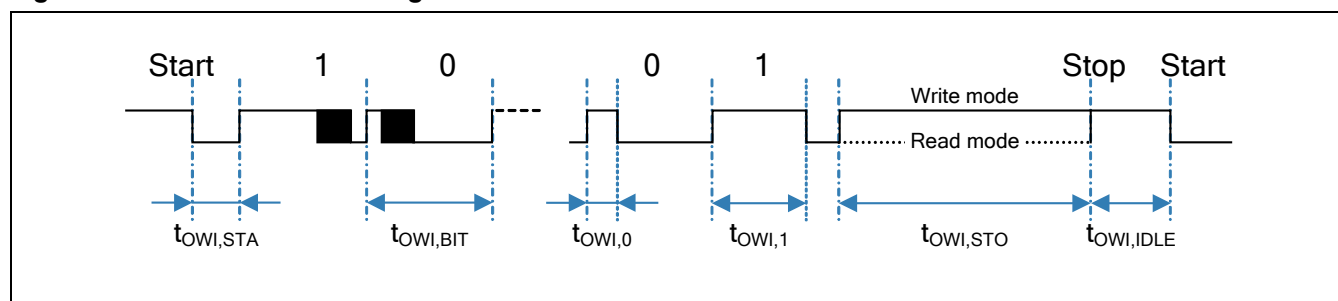 Start 1 0 0 1 Stop Start
Write mode
Read mode
tOWI,STA tOWI,BIT tOWI,0 tOWI,1 tOWI,STO tOWI,IDLE